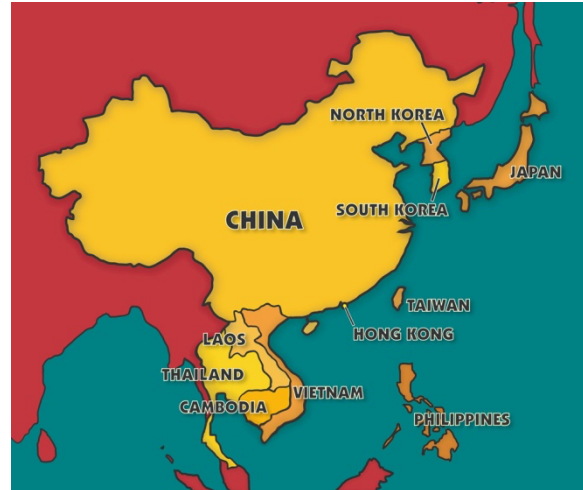 NORTH KOREA
JAPAN
SOUTH KOREA
CHINA
TAIWAN
HONG KONG
LAOS
THAILAND
VIETNAM
CAMBODIA
PHILIPPINES